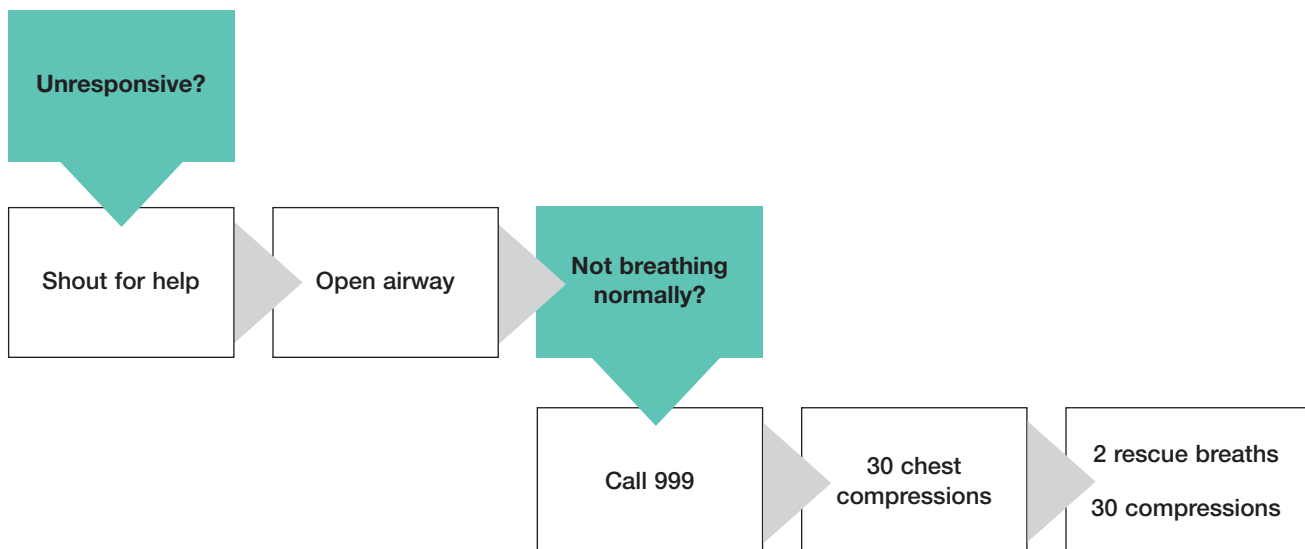 Unresponsive?
Shout for help
Open airway
Not breathing
normally?
Call 999
30 chest
compressions
2 rescue breaths
30 compressions